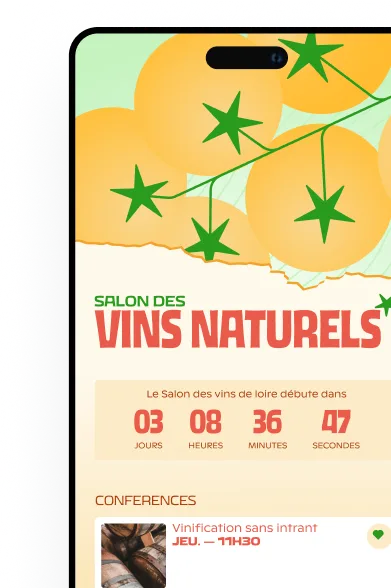 SALON DES
VINS NATURELS
Le Salon des vins de loire débute dans
03 08 36 47
JOURS HEURES MINUTES SECONDES
CONFERENCES
Vinification sans intrant
JEU. — 11H30